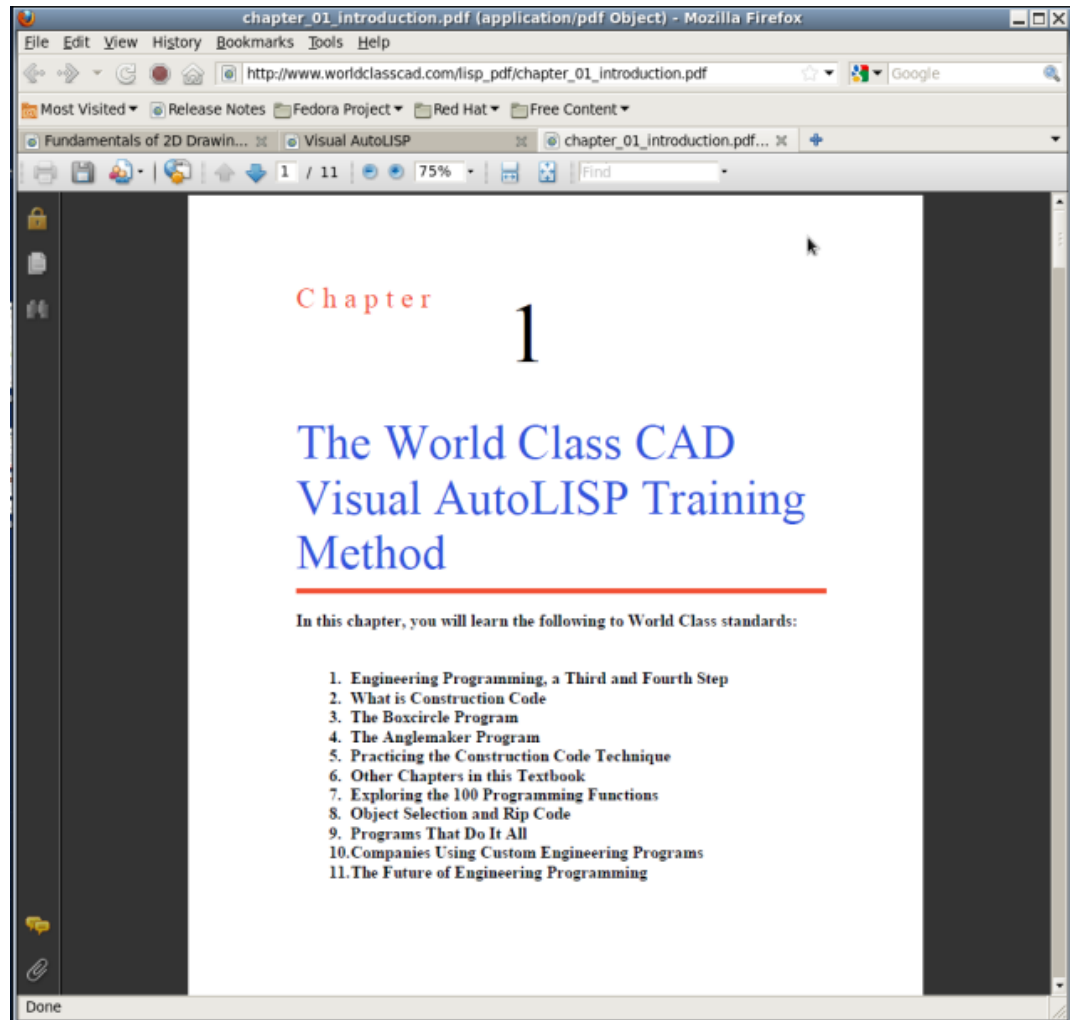 chapter_01_introduction.pdf (application/pdf Object) - Mozilla Firefox
File Edit View History Bookmarks Tools Help
http://www.worldclasscad.com/lisp_pdf/chapter_01_introduction.pdf Google
Most Visited Release Notes Fedora Project Red Hat Free Content
Fundamentals of 2D Drawin... Visual AutoLISP chapter_01_introduction.pdf...
1 / 11 75% Find
Chapter
1
The World Class CAD
Visual AutoLISP Training
Method
In this chapter, you will learn the following to World Class standards:
1. Engineering Programming, a Third and Fourth Step
2. What is Construction Code
3. The Boxcircle Program
4. The Anglemaker Program
5. Practicing the Construction Code Technique
6. Other Chapters in this Textbook
7. Exploring the 100 Programming Functions
8. Object Selection and Rip Code
9. Programs That Do It All
10.Companies Using Custom Engineering Programs
11.The Future of Engineering Programming
Done